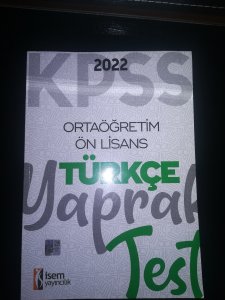 KPSS
2022
ORTAÖĞRETİM
ÖN LİSANS
TÜRKÇE
Yaprak
Test
isem
yayıncılık